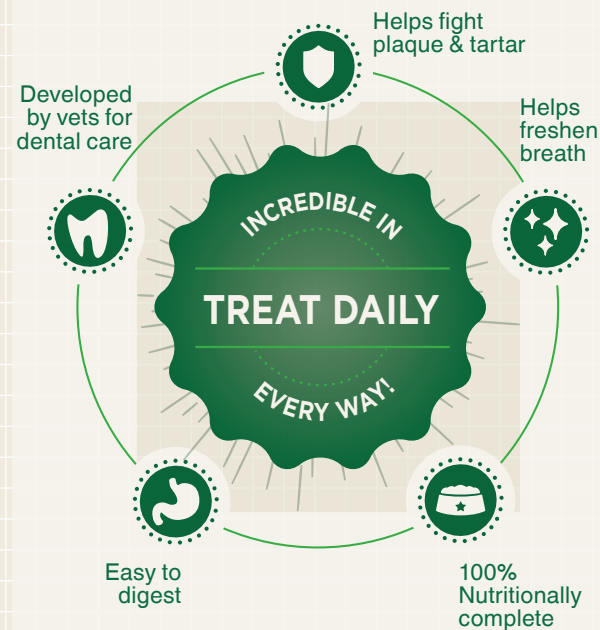 Helps fight
plaque & tartar
Developed
by vets for
dental care
Helps
freshen
breath
INCREDIBLE IN
TREAT DAILY
EVERY WAY!
Easy to
digest
100%
Nutritionally
complete